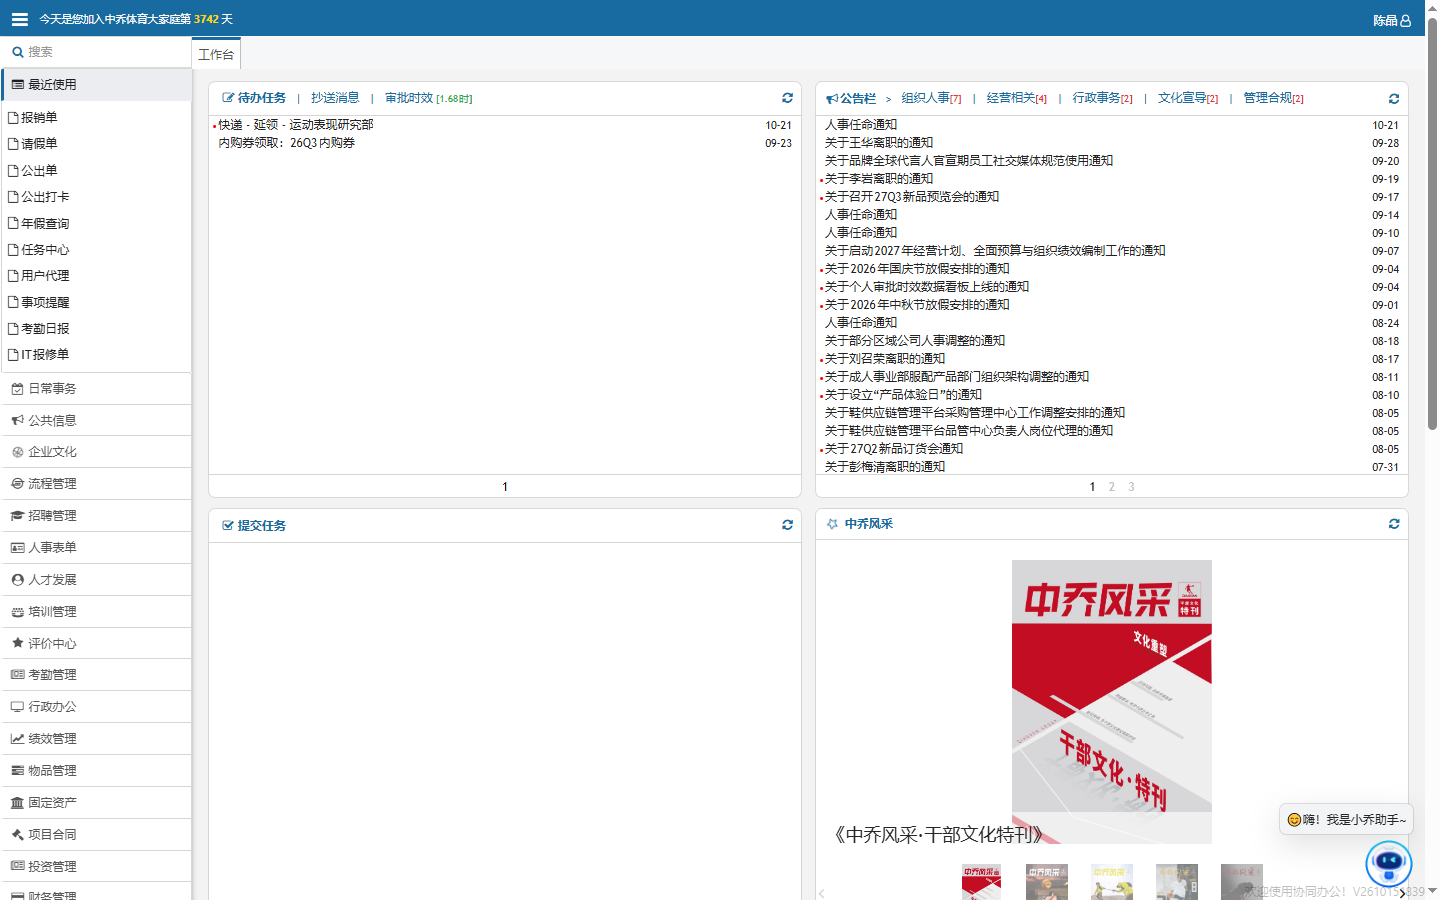 今天是您加入中乔体育大家庭第 3742 天
陈晶
搜索
工作台
最近使用
报销单
请假单
公出单
公出打卡
年假查询
任务中心
用户代理
事项提醒
考勤日报
IT报修单
日常事务
公共信息
企业文化
流程管理
招聘管理
人事表单
人才发展
培训管理
评价中心
考勤管理
行政办公
绩效管理
物品管理
固定资产
项目合同
投资管理
财务管理
待办任务 | 抄送消息 | 审批时效 [1.68时]
快递 - 延领 - 运动表现研究部 10-21
内购券领取：26Q3内购券 09-23
1
公告栏 > 组织人事[7] | 经营相关[4] | 行政事务[2] | 文化宣导[2] | 管理合规[2]
人事任命通知 10-21
关于王华离职的通知 09-28
关于品牌全球代言人官宣期员工社交媒体规范使用通知 09-20
关于李岩离职的通知 09-19
关于召开27Q3新品预览会的通知 09-17
人事任命通知 09-14
人事任命通知 09-10
关于启动2027年经营计划、全面预算与组织绩效编制工作的通知 09-07
关于2026年国庆节放假安排的通知 09-04
关于个人审批时效数据看板上线的通知 09-04
关于2026年中秋节放假安排的通知 09-01
人事任命通知 08-24
关于部分区域公司人事调整的通知 08-18
关于刘召荣离职的通知 08-17
关于成人事业部服配产品部门组织架构调整的通知 08-11
关于设立“产品体验日”的通知 08-10
关于鞋供应链管理平台采购管理中心工作调整安排的通知 08-05
关于鞋供应链管理平台品管中心负责人岗位代理的通知 08-05
关于27Q2新品订货会通知 08-05
关于彭梅清离职的通知 07-31
1 2 3
提交任务
中乔风采
中乔风采
干部文化
特刊
文化重塑
干部文化·特刊
《中乔风采·干部文化特刊》
嗨！我是小乔助手~
中乔风采
中乔风采
中乔风采
欢迎使用协同办公！